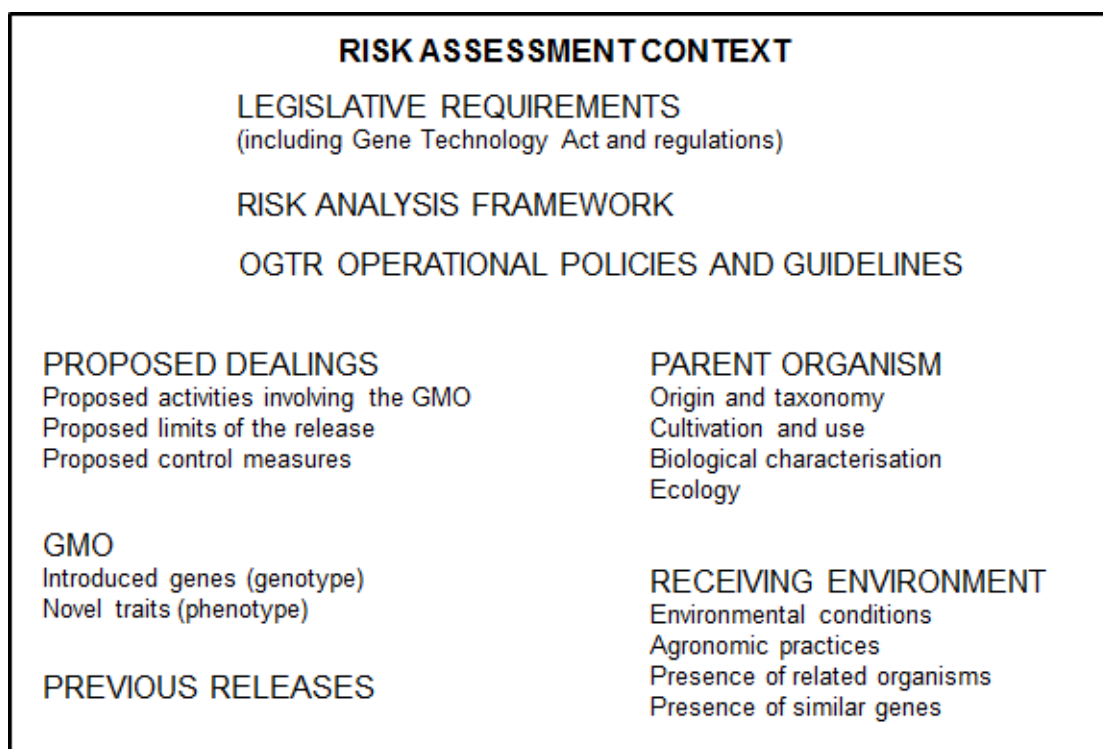 RISK ASSESSMENT CONTEXT
LEGISLATIVE REQUIREMENTS
(including Gene Technology Act and regulations)
RISK ANALYSIS FRAMEWORK
OGTR OPERATIONAL POLICIES AND GUIDELINES
PROPOSED DEALINGS
Proposed activities involving the GMO
Proposed limits of the release
Proposed control measures
GMO
Introduced genes (genotype)
Novel traits (phenotype)
PREVIOUS RELEASES
PARENT ORGANISM
Origin and taxonomy
Cultivation and use
Biological characterisation
Ecology
RECEIVING ENVIRONMENT
Environmental conditions
Agronomic practices
Presence of related organisms
Presence of similar genes